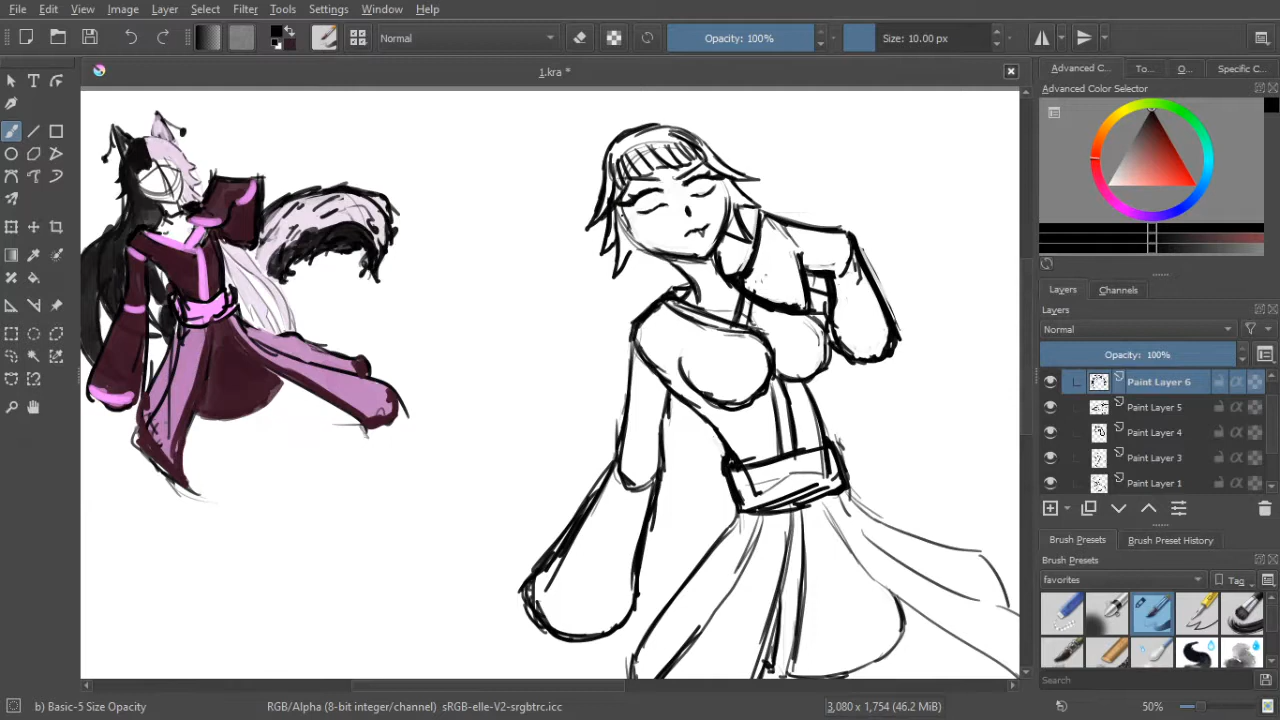 File Edit View Image Layer Select Filter Tools Settings Window Help
Normal Opacity: 100% Size: 10.00 px
1.kra *
Advanced C... To... O... Specific C...
Advanced Color Selector
Layers Channels
Layers
Normal
Opacity: 100%
Paint Layer 6
Paint Layer 5
Paint Layer 4
Paint Layer 3
Paint Layer 1
Brush Presets Brush Preset History
Brush Presets
favorites Tag
Search
b) Basic-5 Size Opacity RGB/Alpha (8-bit integer/channel) sRGB-elle-V2-srgbtrc.icc 3,080 x 1,754 (46.2 MiB) 50%